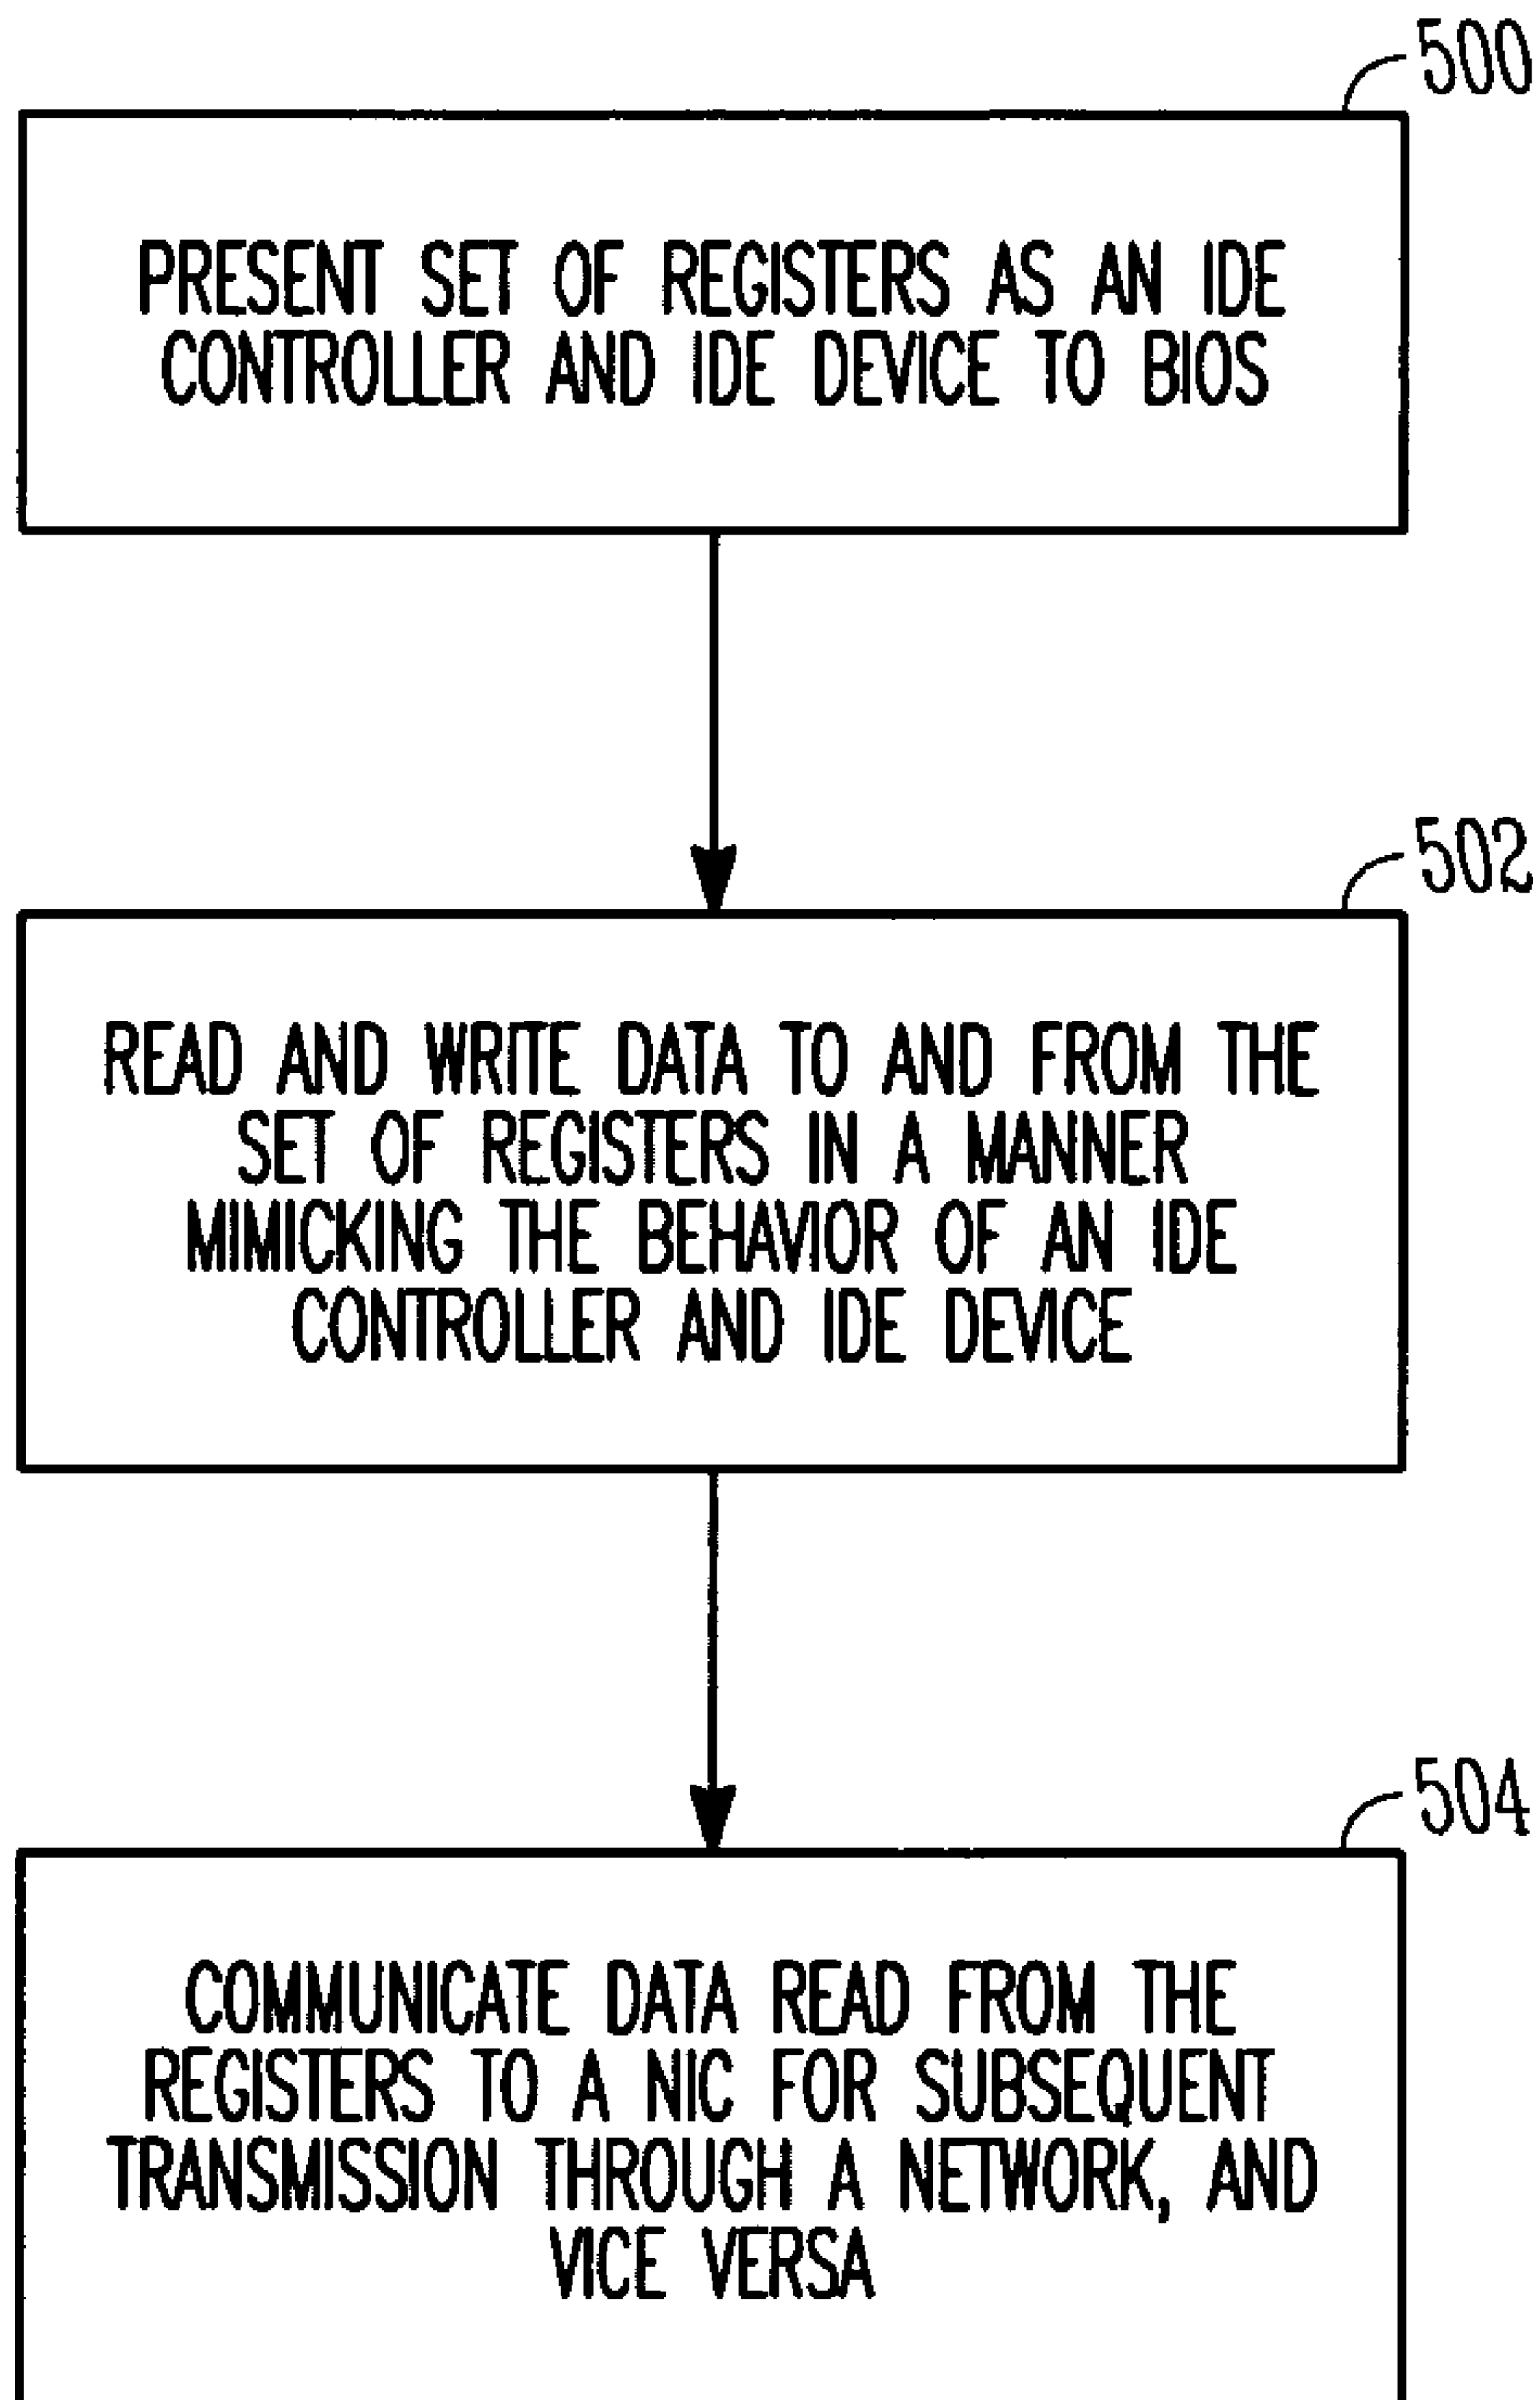 500
PRESENT SET OF REGISTERS AS AN IDE
CONTROLLER AND IDE DEVICE TO BIOS
502
READ AND WRITE DATA TO AND FROM THE
SET OF REGISTERS IN A MANNER
MIMICKING THE BEHAVIOR OF AN IDE
CONTROLLER AND IDE DEVICE
504
COMMUNICATE DATA READ FROM THE
REGISTERS TO A NIC FOR SUBSEQUENT
TRANSMISSION THROUGH A NETWORK, AND
VICE VERSA